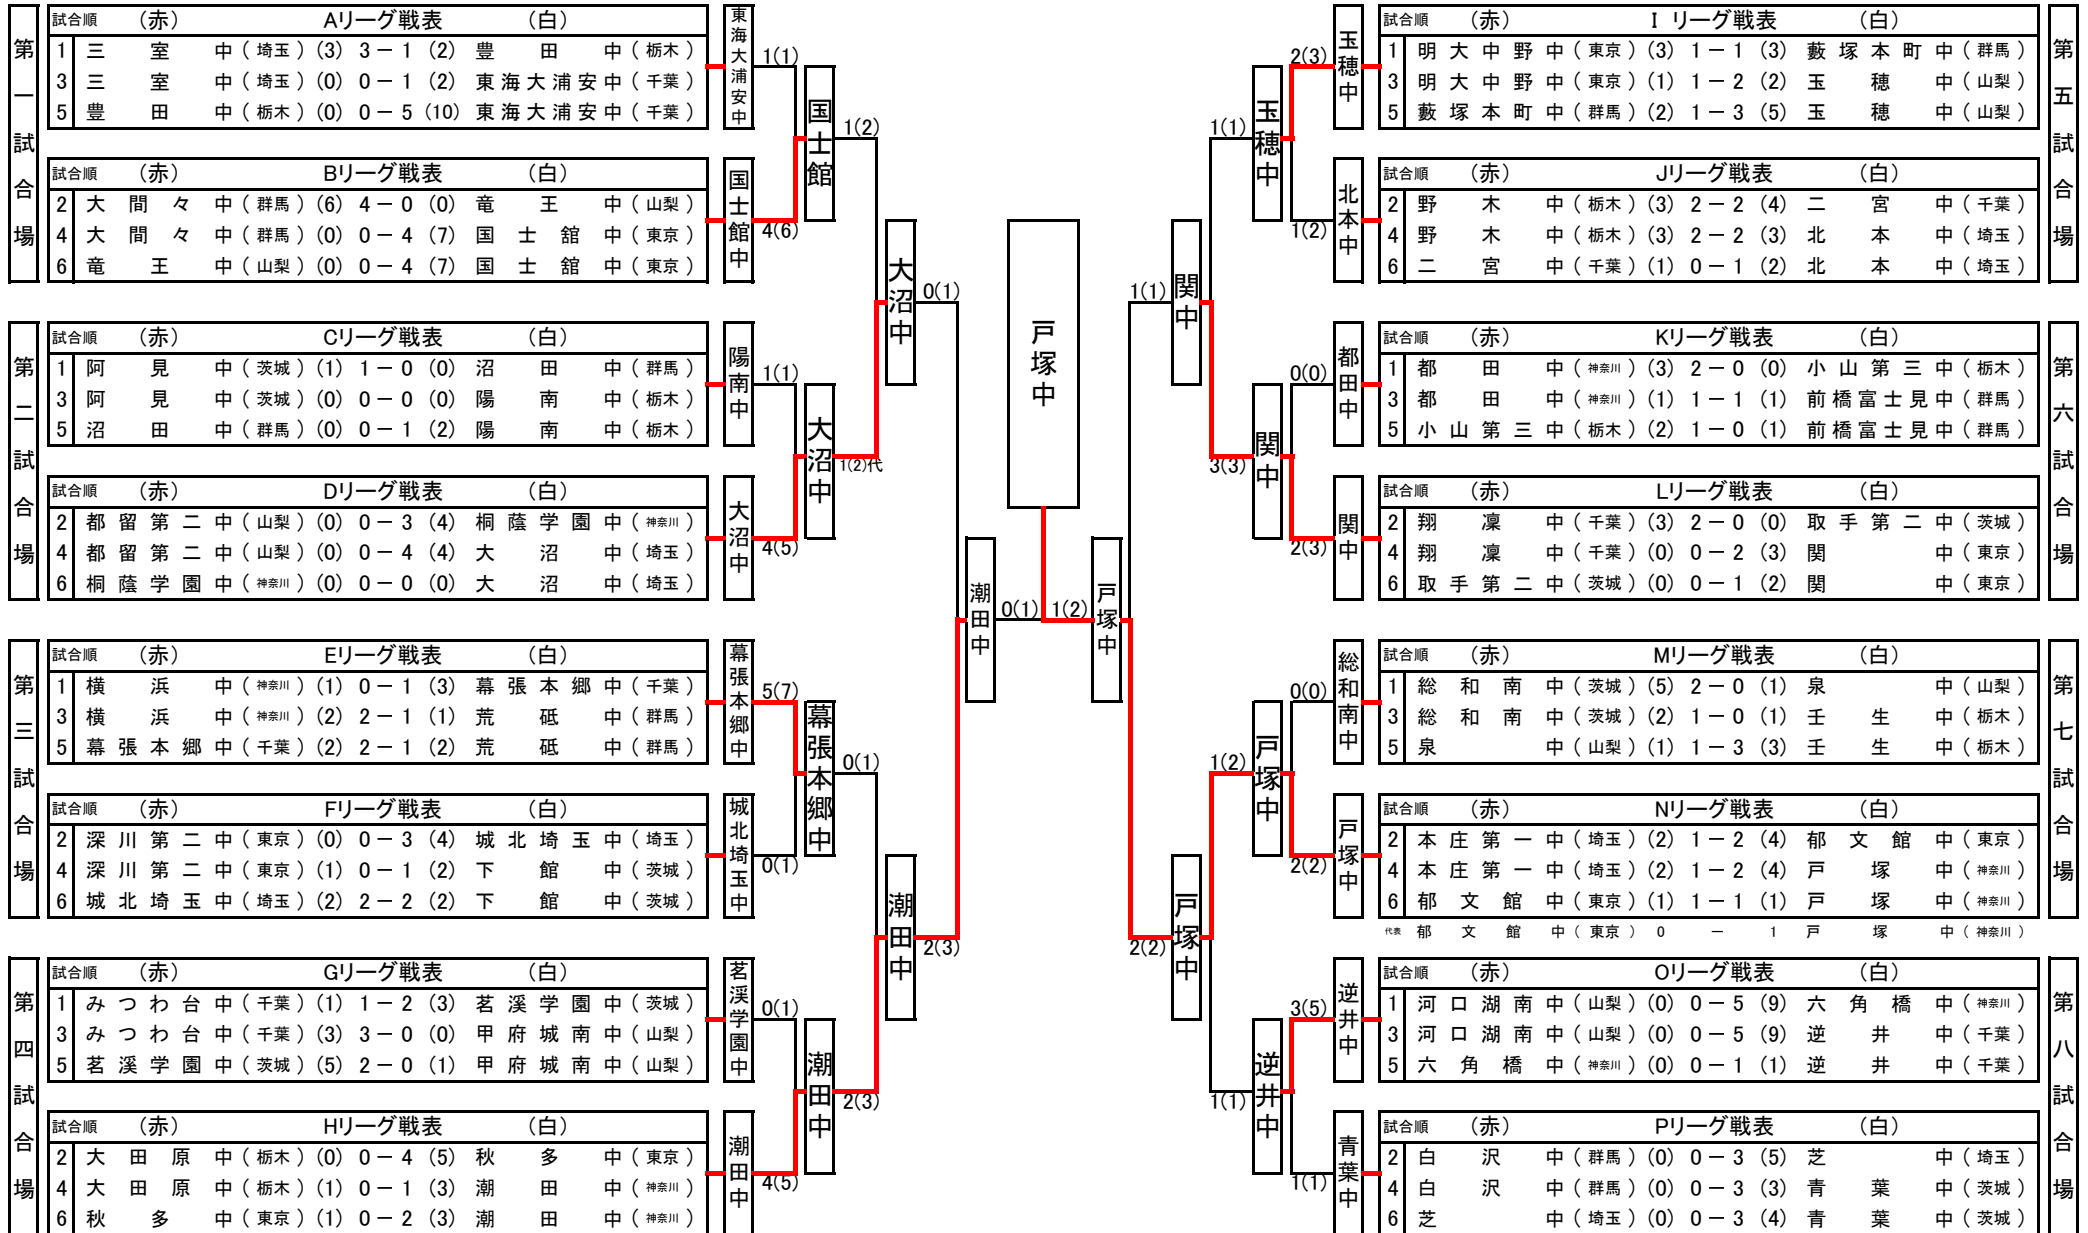 第一試合場
試合順 （赤） Aリーグ戦表 （白）
1 三室中（埼玉）(3) 3－1 (2) 豊田中（栃木）
3 三室中（埼玉）(0) 0－1 (2) 東海大浦安中（千葉）
5 豊田中（栃木）(0) 0－5 (10) 東海大浦安中（千葉）
試合順 （赤） Bリーグ戦表 （白）
2 大間々中（群馬）(6) 4－0 (0) 竜王中（山梨）
4 大間々中（群馬）(0) 0－4 (7) 国士舘中（東京）
6 竜王中（山梨）(0) 0－4 (7) 国士舘中（東京）
第二試合場
試合順 （赤） Cリーグ戦表 （白）
1 阿見中（茨城）(1) 1－0 (0) 沼田中（群馬）
3 阿見中（茨城）(0) 0－0 (0) 陽南中（栃木）
5 沼田中（群馬）(0) 0－1 (2) 陽南中（栃木）
試合順 （赤） Dリーグ戦表 （白）
2 都留第二中（山梨）(0) 0－3 (4) 桐蔭学園中（神奈川）
4 都留第二中（山梨）(0) 0－4 (4) 大沼中（埼玉）
6 桐蔭学園中（神奈川）(0) 0－0 (0) 大沼中（埼玉）
第三試合場
試合順 （赤） Eリーグ戦表 （白）
1 横浜中（神奈川）(1) 0－1 (3) 幕張本郷中（千葉）
3 横浜中（神奈川）(2) 2－1 (1) 荒砥中（群馬）
5 幕張本郷中（千葉）(2) 2－1 (2) 荒砥中（群馬）
試合順 （赤） Fリーグ戦表 （白）
2 深川第二中（東京）(0) 0－3 (4) 城北埼玉中（埼玉）
4 深川第二中（東京）(1) 0－1 (2) 下館中（茨城）
6 城北埼玉中（埼玉）(2) 2－2 (2) 下館中（茨城）
第四試合場
試合順 （赤） Gリーグ戦表 （白）
1 みつわ台中（千葉）(1) 1－2 (3) 茗溪学園中（茨城）
3 みつわ台中（千葉）(3) 3－0 (0) 甲府城南中（山梨）
5 茗溪学園中（茨城）(5) 2－0 (1) 甲府城南中（山梨）
試合順 （赤） Hリーグ戦表 （白）
2 大田原中（栃木）(0) 0－4 (5) 秋多中（東京）
4 大田原中（栃木）(1) 0－1 (3) 潮田中（神奈川）
6 秋多中（東京）(1) 0－2 (3) 潮田中（神奈川）
東海大浦安中
1(1)
国士館中
4(6)
陽南中
1(1)
大沼中
4(5)
幕張本郷中
5(7)
城北埼玉中
0(1)
茗溪学園中
0(1)
潮田中
4(5)
国士館
1(2)
大沼中
1(2)代
幕張本郷中
0(1)
潮田中
2(3)
大沼中
0(1)
潮田中
2(3)
潮田中
0(1)
戸塚中
1(2)
戸塚中
1(1)
関中
2(2)
戸塚中
1(1)
玉穂中
3(3)
関中
1(2)
戸塚中
1(1)
逆井中
2(3)
玉穂中
1(2)
北本中
0(0)
都田中
2(3)
関中
0(0)
総和南中
2(2)
戸塚中
3(5)
逆井中
1(1)
青葉中
試合順 （赤） I リーグ戦表 （白）
1 明大中野中（東京）(3) 1－1 (3) 藪塚本町中（群馬）
3 明大中野中（東京）(1) 1－2 (2) 玉穂中（山梨）
5 藪塚本町中（群馬）(2) 1－3 (5) 玉穂中（山梨）
試合順 （赤） Jリーグ戦表 （白）
2 野木中（栃木）(3) 2－2 (4) 二宮中（千葉）
4 野木中（栃木）(3) 2－2 (3) 北本中（埼玉）
6 二宮中（千葉）(1) 0－1 (2) 北本中（埼玉）
第五試合場
試合順 （赤） Kリーグ戦表 （白）
1 都田中（神奈川）(3) 2－0 (0) 小山第三中（栃木）
3 都田中（神奈川）(1) 1－1 (1) 前橋富士見中（群馬）
5 小山第三中（栃木）(2) 1－0 (1) 前橋富士見中（群馬）
試合順 （赤） Lリーグ戦表 （白）
2 翔凜中（千葉）(3) 2－0 (0) 取手第二中（茨城）
4 翔凜中（千葉）(0) 0－2 (3) 関中（東京）
6 取手第二中（茨城）(0) 0－1 (2) 関中（東京）
第六試合場
試合順 （赤） Mリーグ戦表 （白）
1 総和南中（茨城）(5) 2－0 (1) 泉中（山梨）
3 総和南中（茨城）(2) 1－0 (1) 壬生中（栃木）
5 泉中（山梨）(1) 1－3 (3) 壬生中（栃木）
試合順 （赤） Nリーグ戦表 （白）
2 本庄第一中（埼玉）(2) 1－2 (4) 郁文館中（東京）
4 本庄第一中（埼玉）(2) 1－2 (4) 戸塚中（神奈川）
6 郁文館中（東京）(1) 1－1 (1) 戸塚中（神奈川）
代表 郁文館中（東京） 0 － 1 戸塚中（神奈川）
第七試合場
試合順 （赤） Oリーグ戦表 （白）
1 河口湖南中（山梨）(0) 0－5 (9) 六角橋中（神奈川）
3 河口湖南中（山梨）(0) 0－5 (9) 逆井中（千葉）
5 六角橋中（神奈川）(0) 0－1 (1) 逆井中（千葉）
試合順 （赤） Pリーグ戦表 （白）
2 白沢中（群馬）(0) 0－3 (5) 芝中（埼玉）
4 白沢中（群馬）(0) 0－3 (3) 青葉中（茨城）
6 芝中（埼玉）(0) 0－3 (4) 青葉中（茨城）
第八試合場